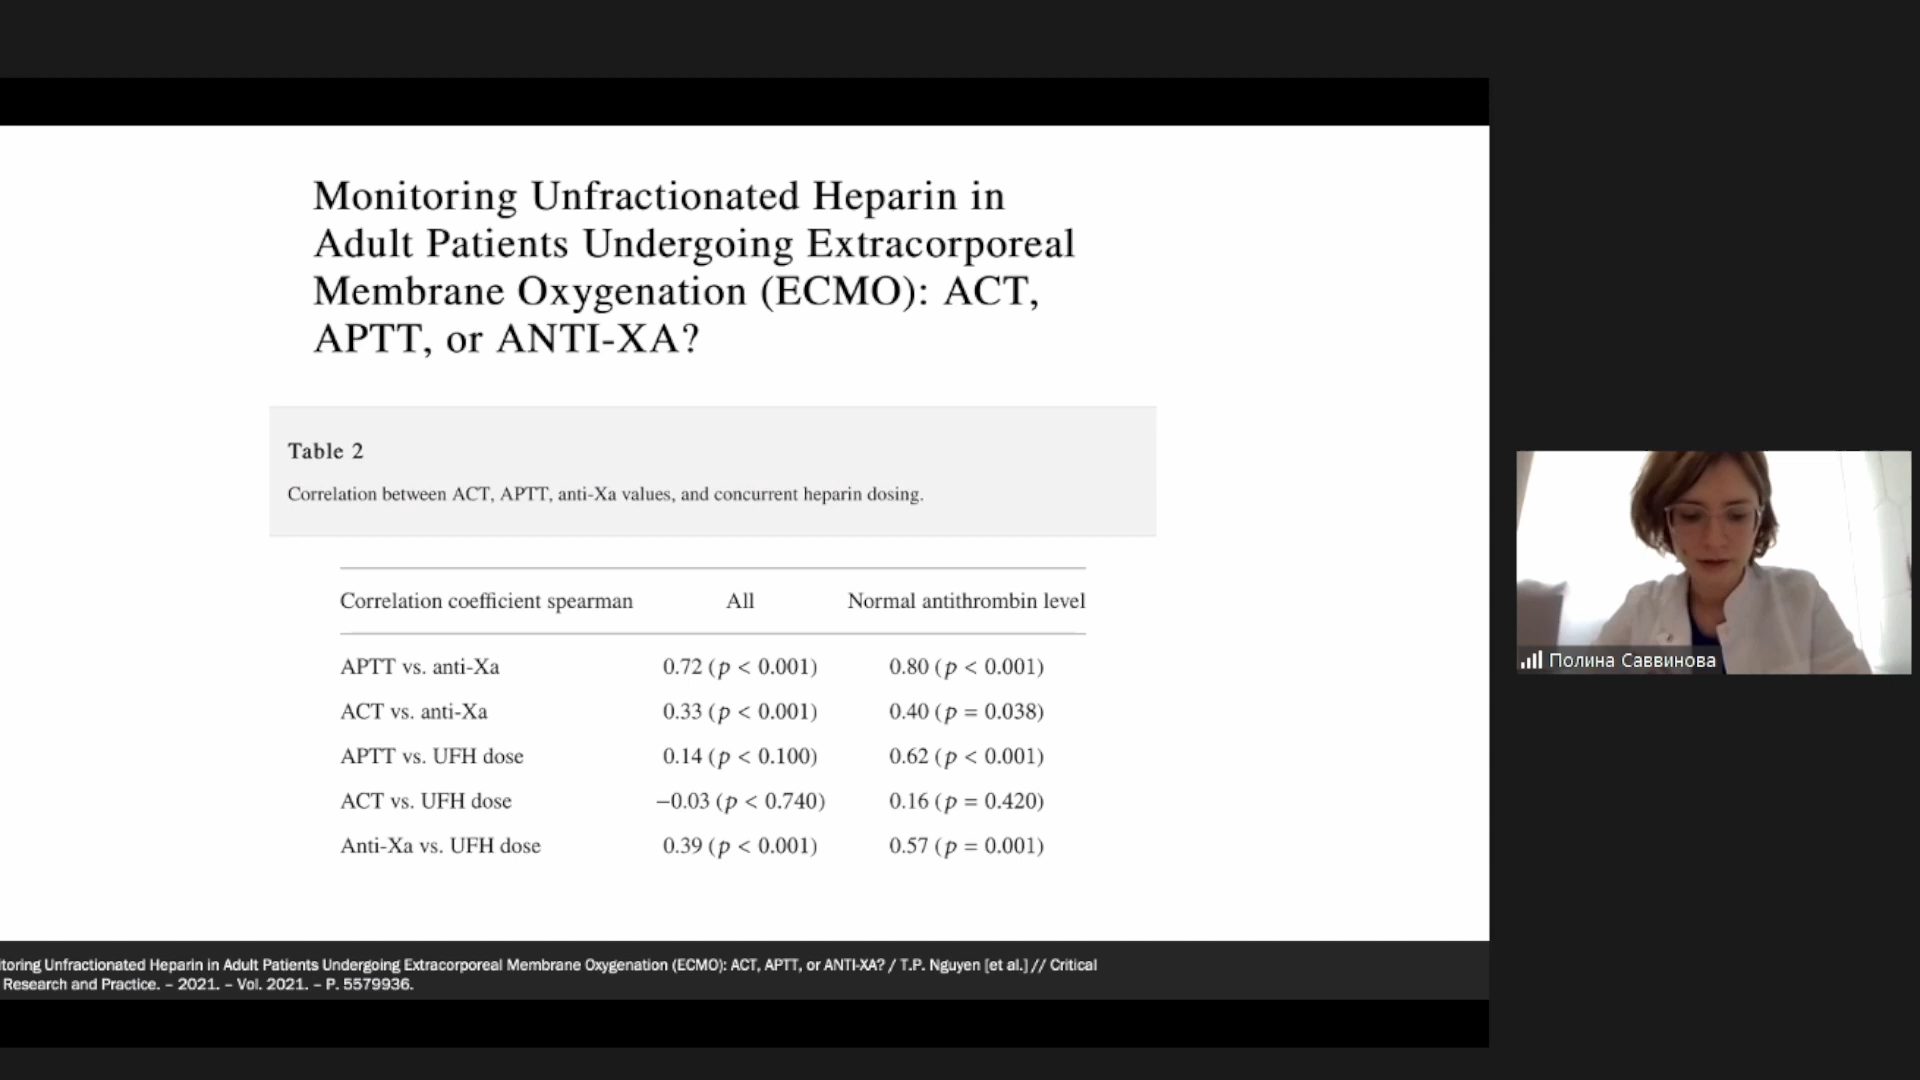 Monitoring Unfractionated Heparin in
Adult Patients Undergoing Extracorporeal
Membrane Oxygenation (ECMO): ACT,
APTT, or ANTI-XA?
Table 2
Correlation between ACT, APTT, anti-Xa values, and concurrent heparin dosing.
Correlation coefficient spearman All Normal antithrombin level
APTT vs. anti-Xa 0.72 (p < 0.001) 0.80 (p < 0.001)
ACT vs. anti-Xa 0.33 (p < 0.001) 0.40 (p = 0.038)
APTT vs. UFH dose 0.14 (p < 0.100) 0.62 (p < 0.001)
ACT vs. UFH dose −0.03 (p < 0.740) 0.16 (p = 0.420)
Anti-Xa vs. UFH dose 0.39 (p < 0.001) 0.57 (p = 0.001)
Полина Саввинова
toring Unfractionated Heparin in Adult Patients Undergoing Extracorporeal Membrane Oxygenation (ECMO): ACT, APTT, or ANTI-XA? / T.P. Nguyen [et al.] // Critical
Research and Practice. – 2021. – Vol. 2021. – P. 5579936.